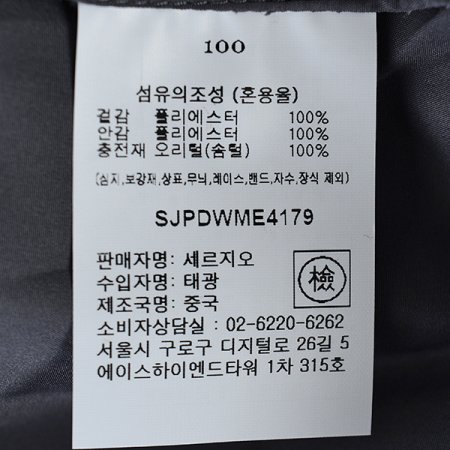 100
섬유의조성 (혼용율)
겉감 폴리에스터 100%
안감 폴리에스터 100%
충전재 오리털(솜털) 100%
(심지,보강재,상표,무늬,레이스,밴드,자수,장식 제외)
SJPDWME4179
판매자명: 세르지오
수입자명: 태광
제조국명: 중국
檢
소비자상담실 : 02-6220-6262
서울시 구로구 디지털로 26길 5
에이스하이엔드타워 1차 315호